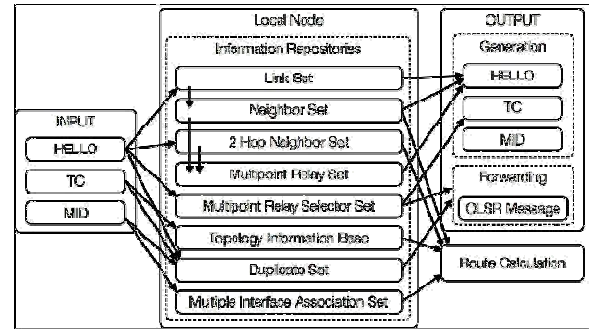 Local Node
Information Repositories
Link Set
Neighbor Set
2 Hop Neighbor Set
Multipoint Relay Set
Multipoint Relay Selector Set
Topology Information Base
Duplicate Set
Multiple Interface Association Set
INPUT
HELLO
TC
MID
OUTPUT
Generation
HELLO
TC
MID
Forwarding
OLSR Message
Route Calculation